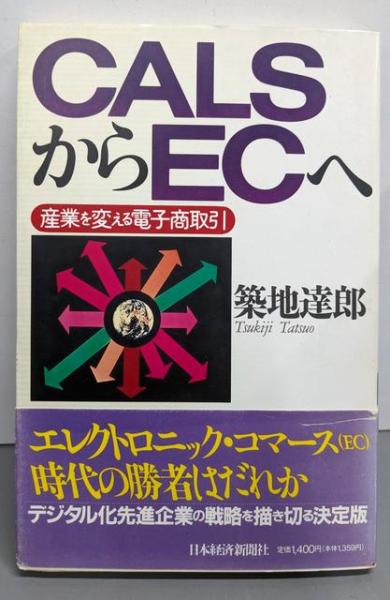 CALS
からECへ
産業を変える電子商取引
築地達郎
Tsukiji Tatsuo
エレクトロニック・コマース(EC)
時代の勝者はだれか
デジタル化先進企業の戦略を描き切る決定版
日本経済新聞社
定価1,400円(本体1,359円)